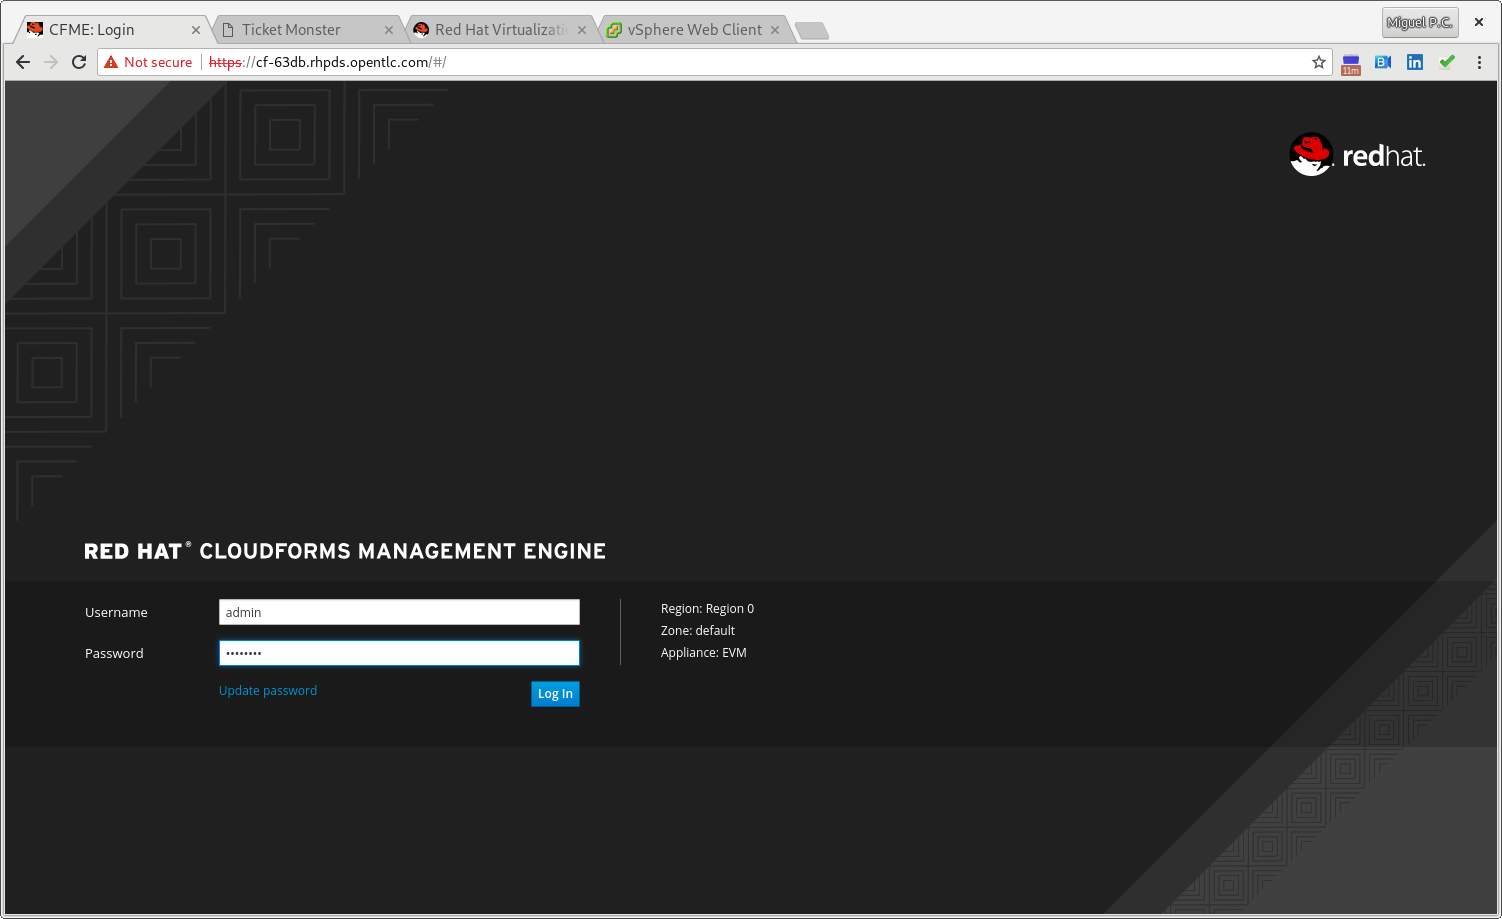 CFME: Login
Ticket Monster
Red Hat Virtualizati
vSphere Web Client
Miguel P.C.
Not secure
https://cf-63db.rhpds.opentlc.com/#/
11m
B
in
redhat.
RED HAT® CLOUDFORMS MANAGEMENT ENGINE
Username
admin
Password
••••••••
Update password
Log In
Region: Region 0
Zone: default
Appliance: EVM